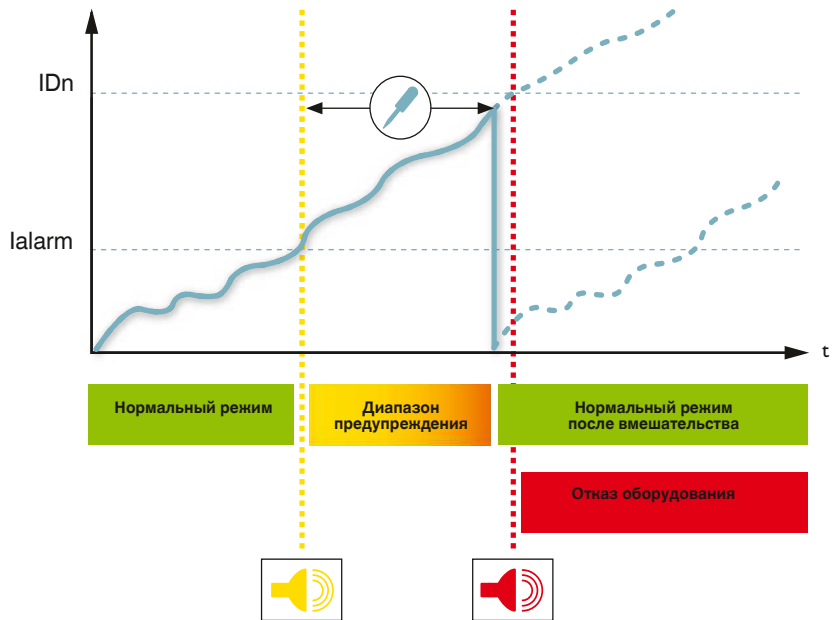 IDn
Ialarm
t
Нормальный режим
Диапазон
предупреждения
Нормальный режим
после вмешательства
Отказ оборудования